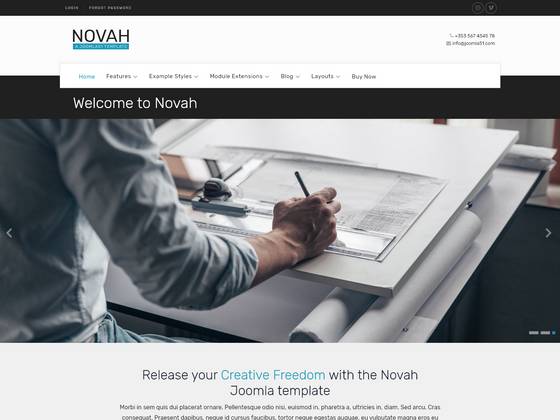 LOGIN
FORGOT PASSWORD
NOVAH
A JOOMLA51 TEMPLATE
+353 567 4545 78
info@joomla51.com
Home
Features
Example Styles
Module Extensions
Blog
Layouts
Buy Now
Welcome to Novah
Release your Creative Freedom with the Novah
Joomla template
Morbi in sem quis dui placerat ornare. Pellentesque odio nisi, euismod in, pharetra a, ultricies in, diam. Sed arcu. Cras
consequat. Praesent dapibus, neque id cursus faucibus, tortor neque egestas augue, eu vulputate magna eros eu